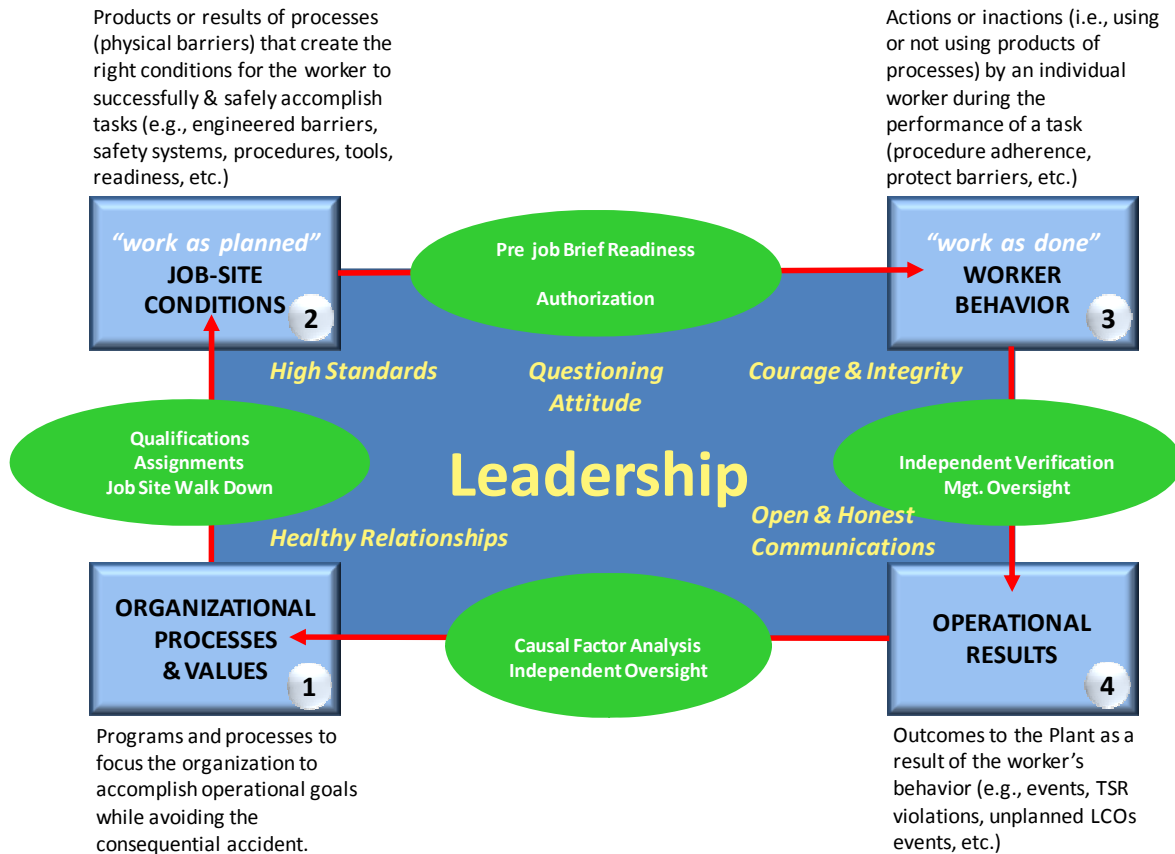 Products or results of processes
(physical barriers) that create the
right conditions for the worker to
successfully & safely accomplish
tasks (e.g., engineered barriers,
safety systems, procedures, tools,
readiness, etc.)
Actions or inactions (i.e., using
or not using products of
processes) by an individual
worker during the
performance of a task
(procedure adherence,
protect barriers, etc.)
“work as planned”
JOB-SITE
CONDITIONS
2
Pre job Brief Readiness
Authorization
“work as done”
WORKER
BEHAVIOR
3
High Standards
Questioning
Attitude
Courage & Integrity
Qualifications
Assignments
Job Site Walk Down
Leadership
Independent Verification
Mgt. Oversight
Healthy Relationships
Open & Honest
Communications
ORGANIZATIONAL
PROCESSES
& VALUES
1
Causal Factor Analysis
Independent Oversight
OPERATIONAL
RESULTS
4
Programs and processes to
focus the organization to
accomplish operational goals
while avoiding the
consequential accident.
Outcomes to the Plant as a
result of the worker’s
behavior (e.g., events, TSR
violations, unplanned LCOs
events, etc.)